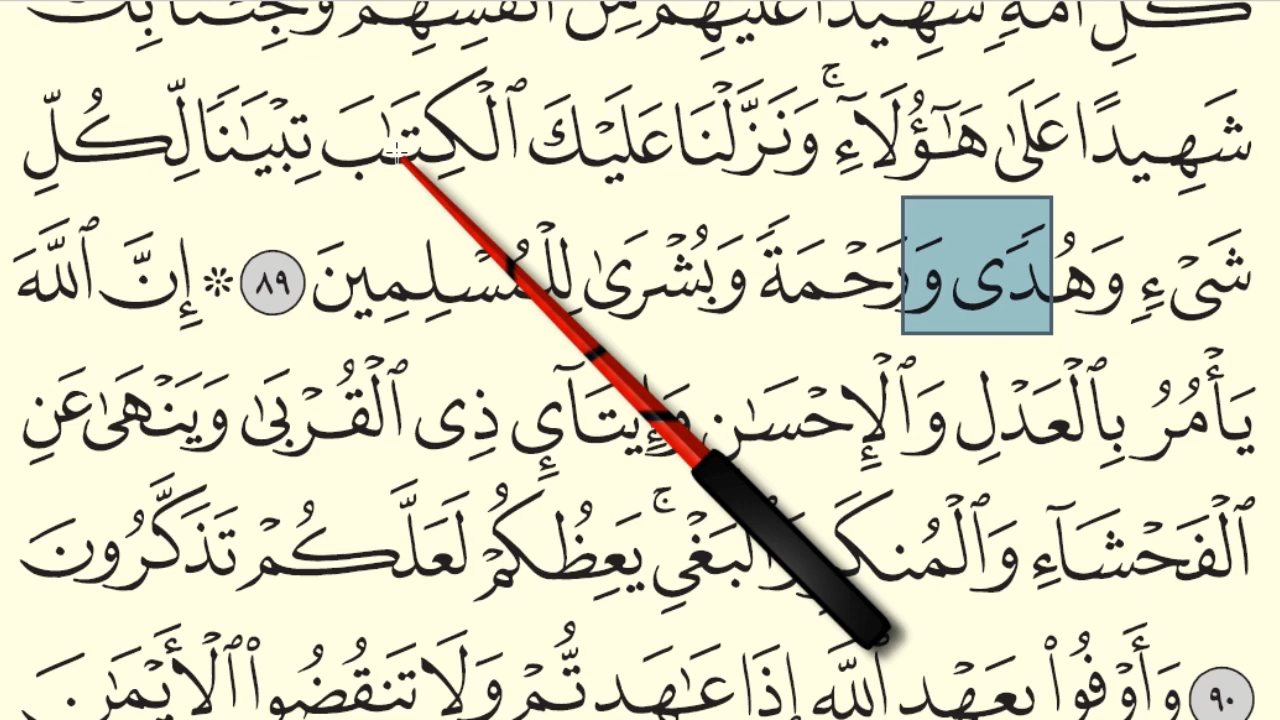 كُلِّ أُمَّةٍ شَهِيدًا عَلَيْهِم مِّنْ أَنفُسِهِمْ وَجِئْنَا بِكَ
شَهِيدًا عَلَىٰ هَٰٓؤُلَآءِ ۚ وَنَزَّلْنَا عَلَيْكَ ٱلْكِتَٰبَ تِبْيَٰنًا لِّكُلِّ
شَىْءٍ وَهُدًى وَرَحْمَةً وَبُشْرَىٰ لِلْمُسْلِمِينَ ٨٩ ۞ إِنَّ ٱللَّهَ
يَأْمُرُ بِٱلْعَدْلِ وَٱلْإِحْسَٰنِ وَإِيتَآئِ ذِى ٱلْقُرْبَىٰ وَيَنْهَىٰ عَنِ
ٱلْفَحْشَآءِ وَٱلْمُنكَرِ وَٱلْبَغْىِ ۚ يَعِظُكُمْ لَعَلَّكُمْ تَذَكَّرُونَ
٩٠ وَأَوْفُوا۟ بِعَهْدِ ٱللَّهِ إِذَا عَٰهَدتُّمْ وَلَا تَنقُضُوا۟ ٱلْأَيْمَٰنَ